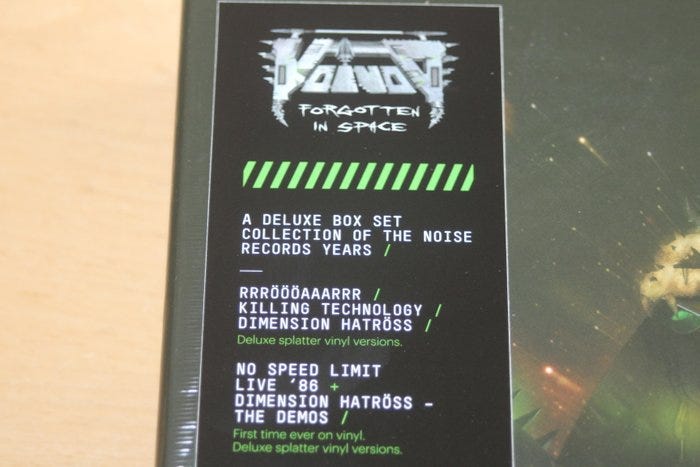 VOIVOD
FORGOTTEN
IN SPACE
A DELUXE BOX SET
COLLECTION OF THE NOISE
RECORDS YEARS /
RRRÖÖÖAAARRR /
KILLING TECHNOLOGY /
DIMENSION HATRÖSS /
Deluxe splatter vinyl versions.
NO SPEED LIMIT
LIVE ‘86 +
DIMENSION HATRÖSS –
THE DEMOS /
First time ever on vinyl.
Deluxe splatter vinyl versions.